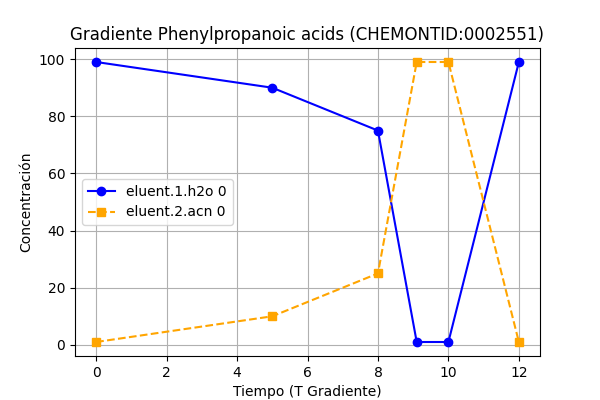 Gradiente Phenylpropanoic acids (CHEMONTID:0002551)
100
80
60
40
20
0
Concentración
eluent.1.h2o 0
eluent.2.acn 0
0 2 4 6 8 10 12
Tiempo (T Gradiente)